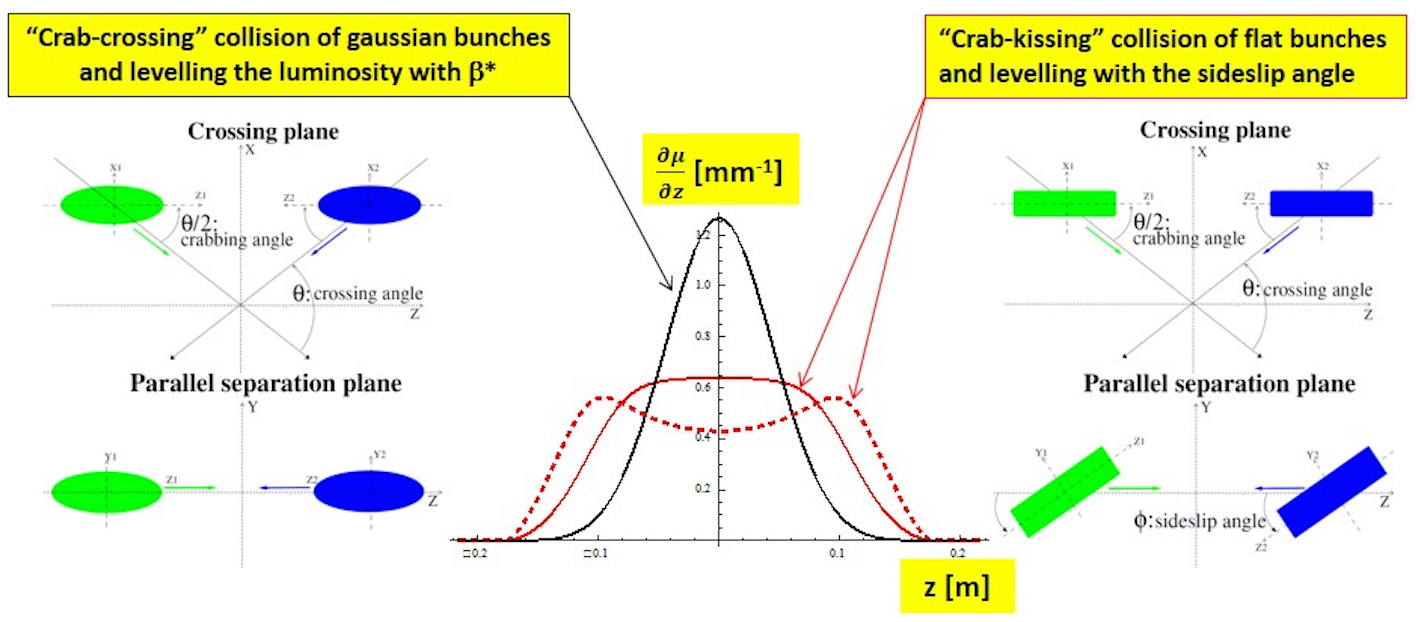 “Crab-crossing” collision of gaussian bunches
and levelling the luminosity with β*
“Crab-kissing” collision of flat bunches
and levelling with the sideslip angle
Crossing plane
X
X1
X2
Z1
Z2
θ/2:
crabbing angle
θ: crossing angle
Z
Parallel separation plane
Y
Y1
Y2
Z1
Z2
Z
∂μ/∂z [mm-1]
1.2
1.0
0.8
0.6
0.4
0.2
□0.2
□0.1
0.1
0.2
z [m]
Crossing plane
X
X1
X2
Z1
Z2
θ/2:
crabbing angle
θ: crossing angle
Z
Parallel separation plane
Y
Y1
Z1
Y2
Z
ϕ: sideslip angle
Z2